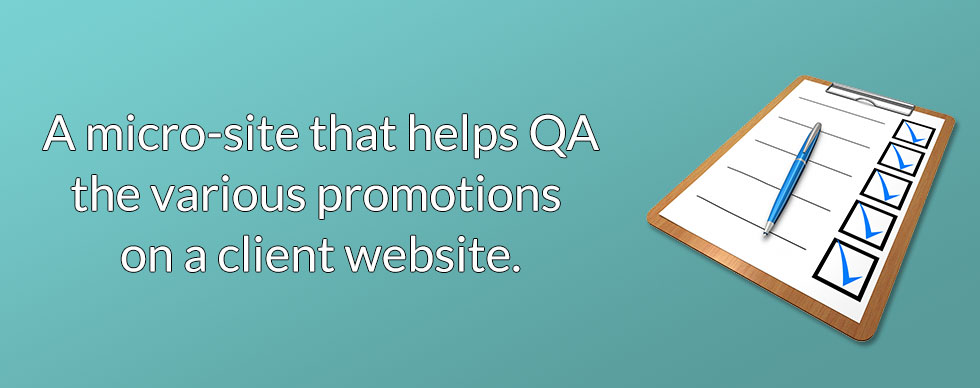 A micro-site that helps QA
the various promotions
on a client website.